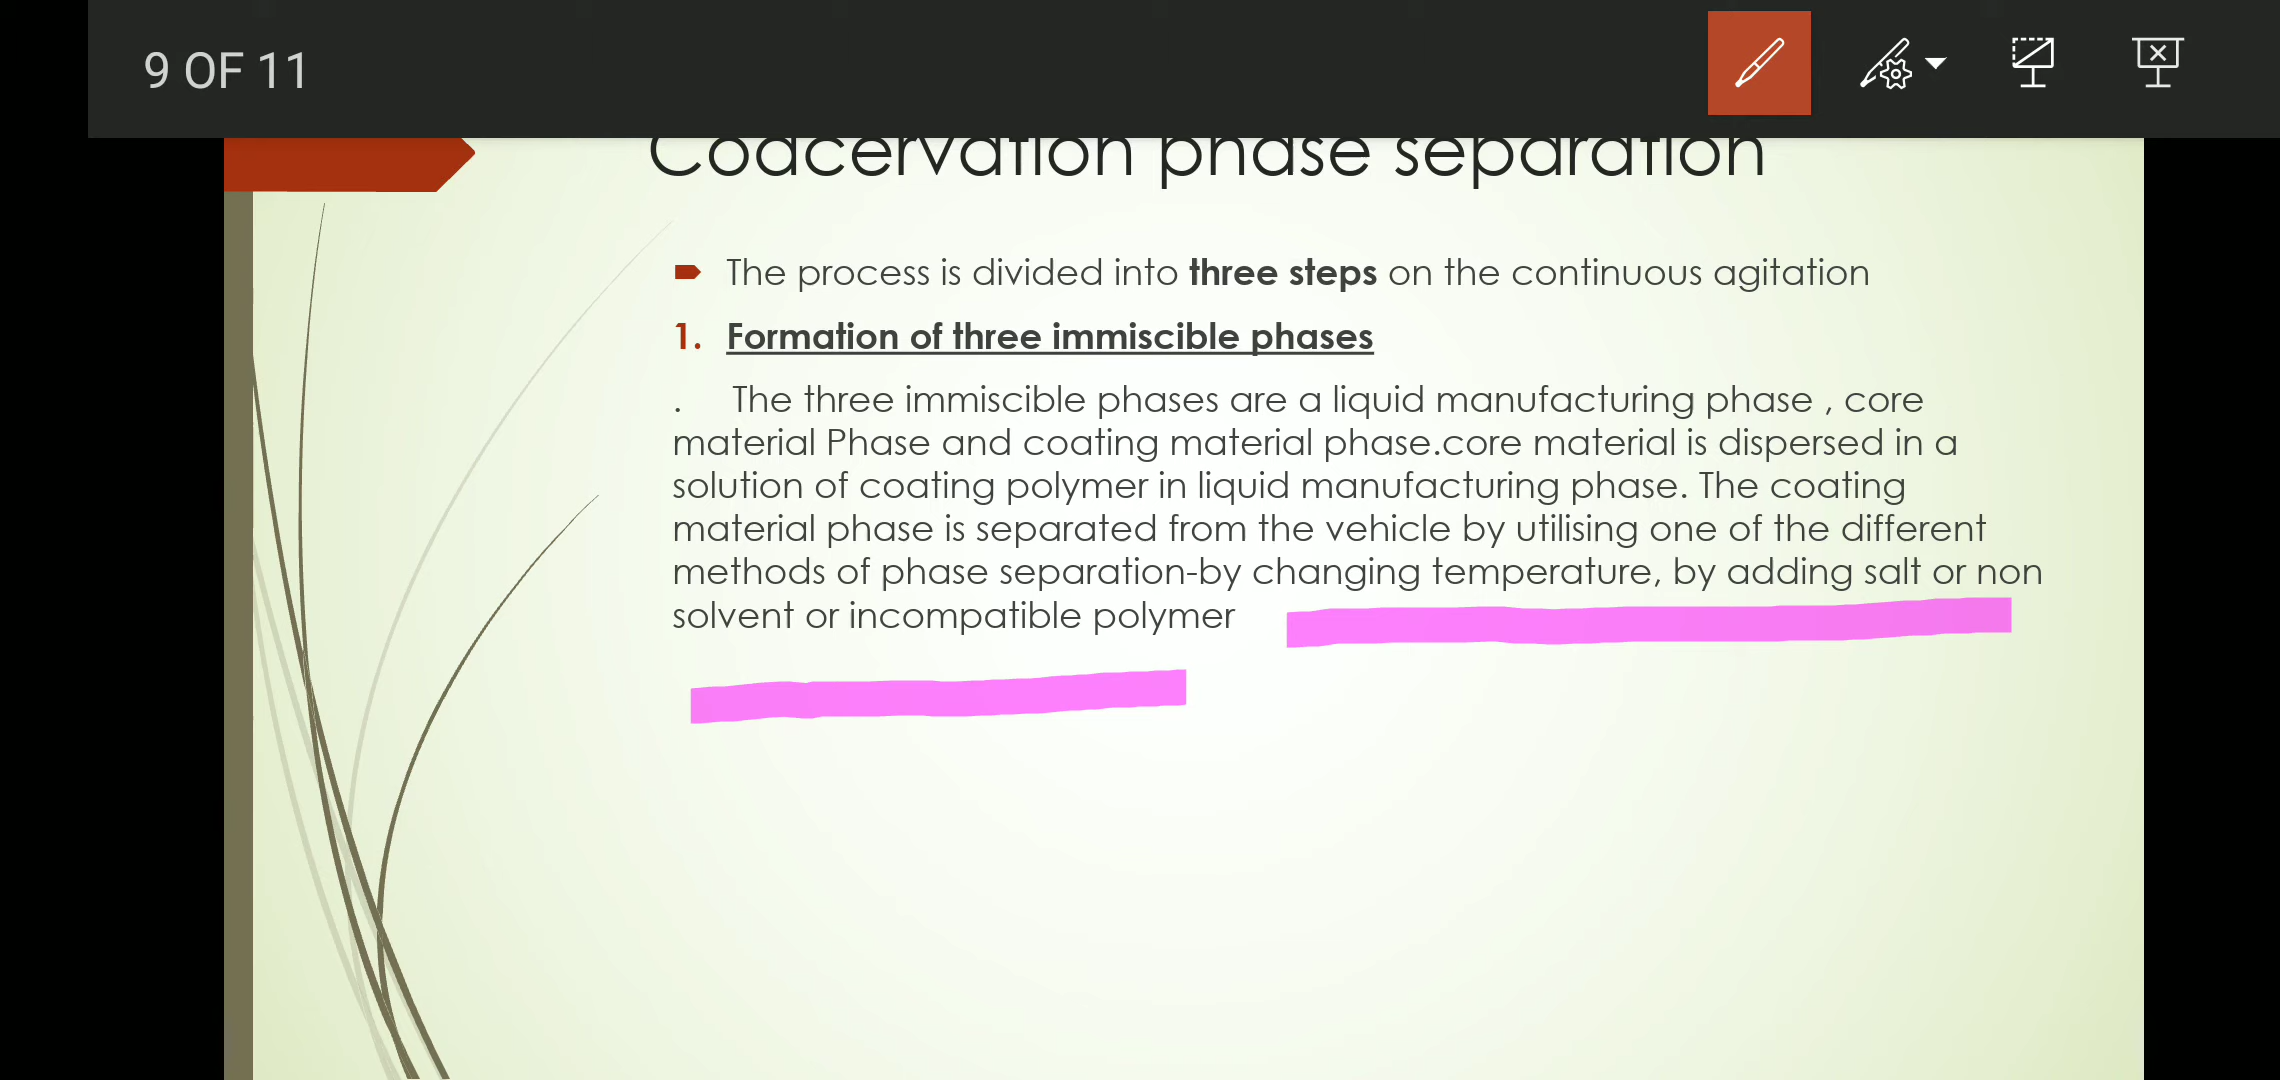 9 OF 11
Coacervation phase separation
The process is divided into three steps on the continuous agitation
1. Formation of three immiscible phases
. The three immiscible phases are a liquid manufacturing phase , core
material Phase and coating material phase.core material is dispersed in a
solution of coating polymer in liquid manufacturing phase. The coating
material phase is separated from the vehicle by utilising one of the different
methods of phase separation-by changing temperature, by adding salt or non
solvent or incompatible polymer